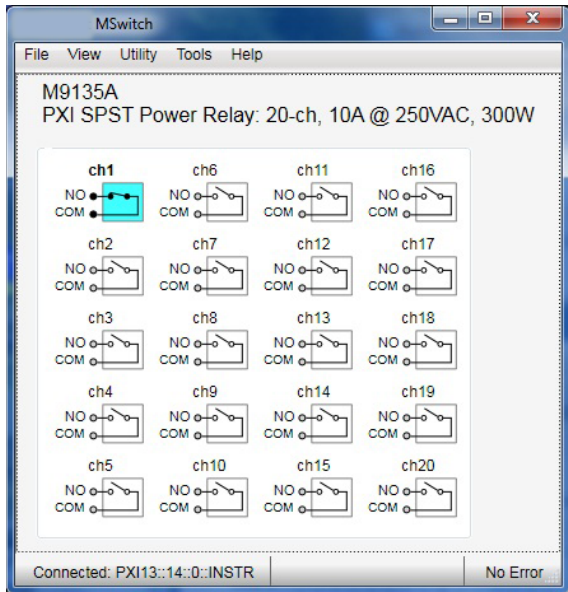 MSwitch
File View Utility Tools Help
M9135A
PXI SPST Power Relay: 20-ch, 10A @ 250VAC, 300W
ch1 ch6 ch11 ch16
NO NO NO NO
COM COM COM COM
ch2 ch7 ch12 ch17
NO NO NO NO
COM COM COM COM
ch3 ch8 ch13 ch18
NO NO NO NO
COM COM COM COM
ch4 ch9 ch14 ch19
NO NO NO NO
COM COM COM COM
ch5 ch10 ch15 ch20
NO NO NO NO
COM COM COM COM
Connected: PXI13::14::0::INSTR No Error